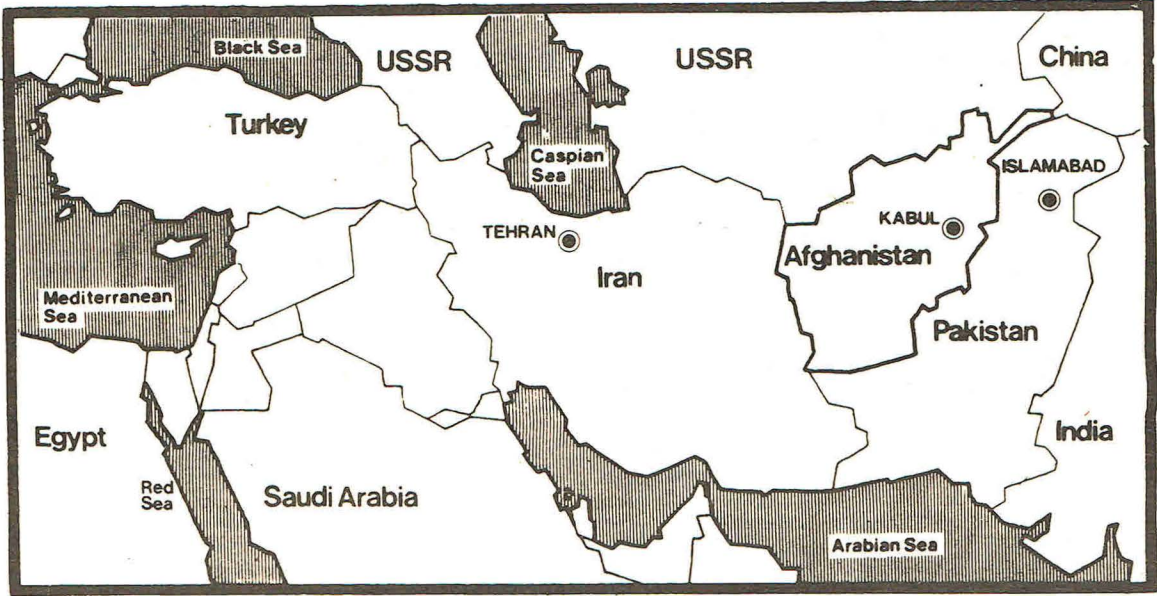 Black Sea
USSR
USSR
China
Turkey
Caspian
Sea
ISLAMABAD
KABUL
TEHRAN
Afghanistan
Iran
Mediterranean
Sea
Pakistan
Egypt
India
Red
Sea
Saudi Arabia
Arabian Sea